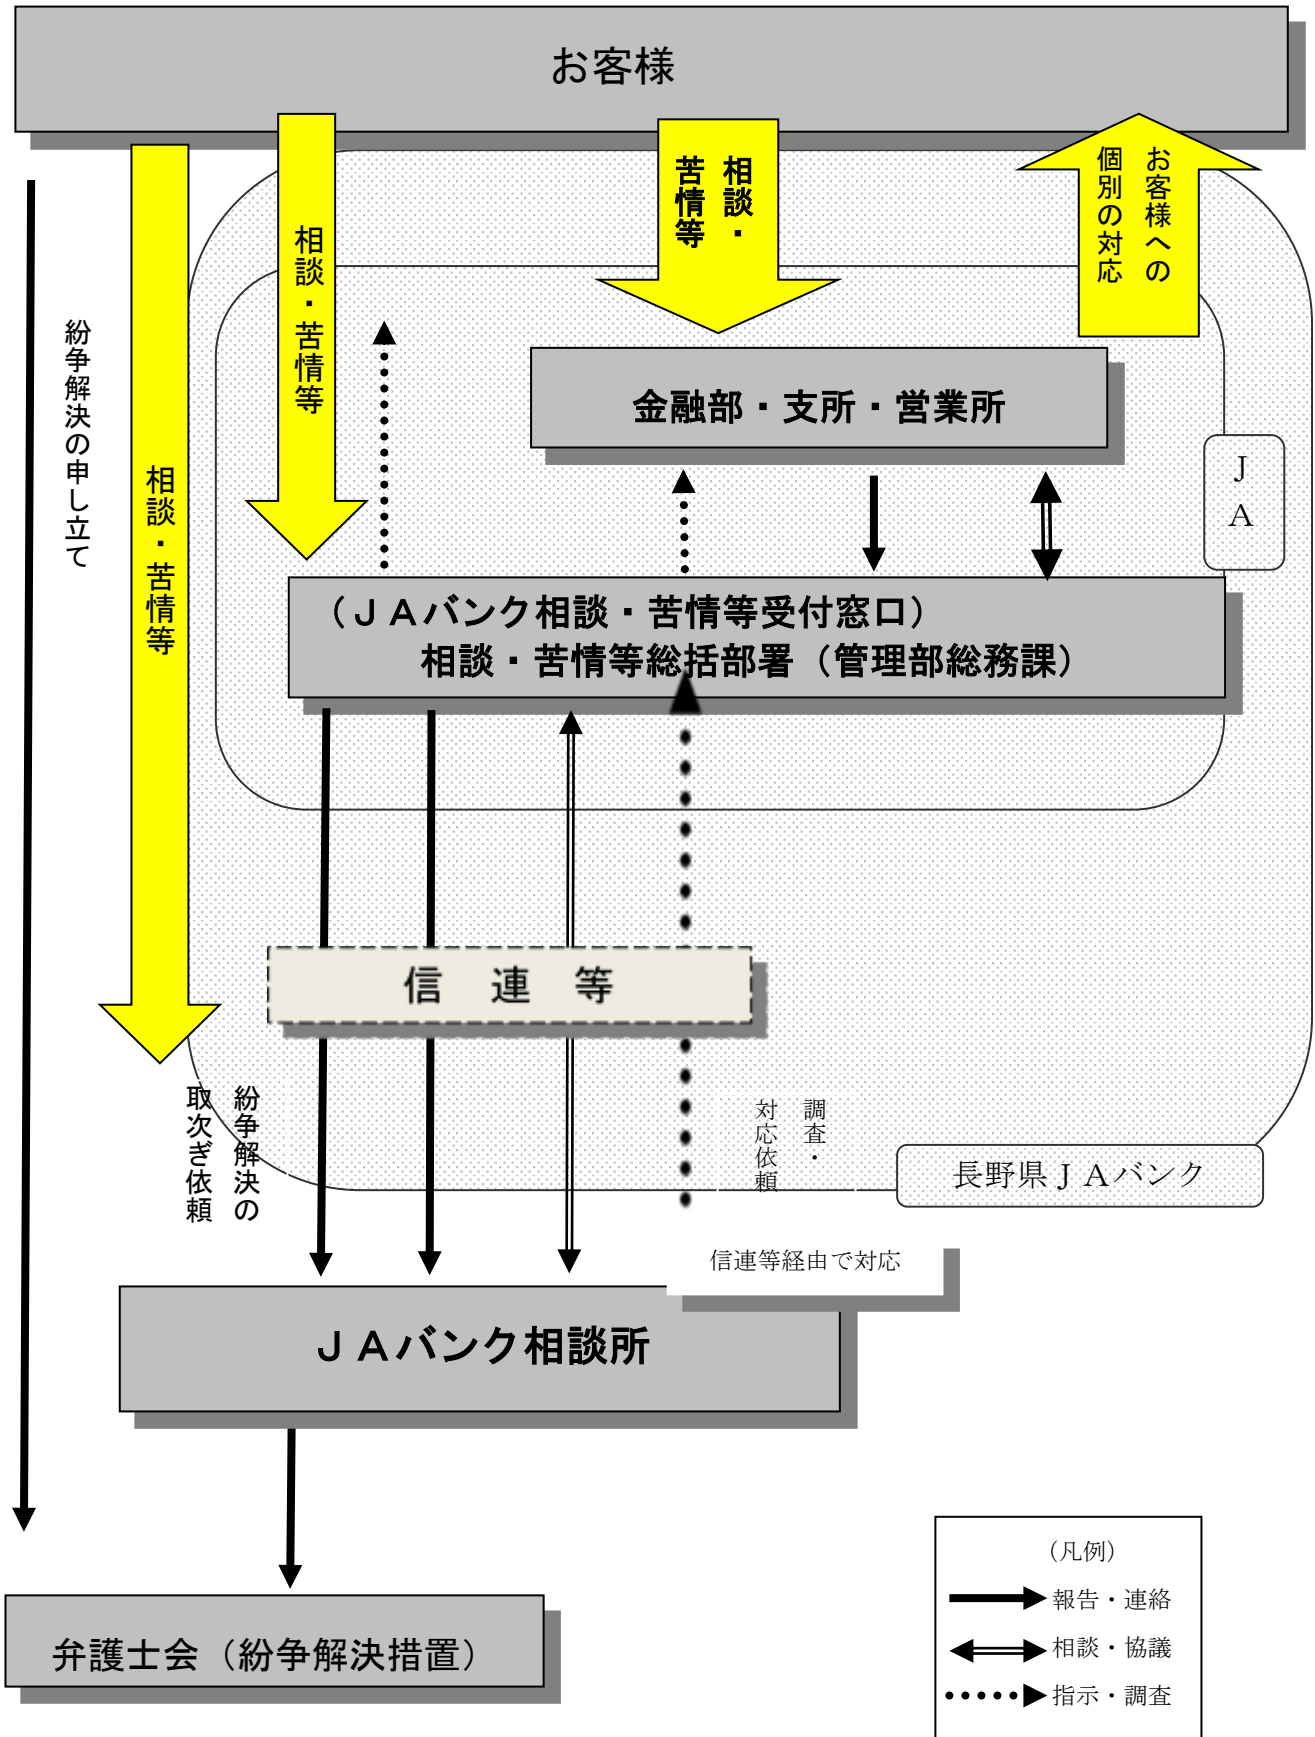 お客様
相談・
苦情等
お客様への
個別の対応
相談・苦情等
相談・苦情等
紛争解決の申し立て
金融部・支所・営業所
ＪＡ
（ＪＡバンク相談・苦情等受付窓口）
相談・苦情等総括部署（管理部総務課）
信　連　等
紛争解決の
取次ぎ依頼
調査・
対応依頼
長野県ＪＡバンク
信連等経由で対応
ＪＡバンク相談所
弁護士会（紛争解決措置）
（凡例）
報告・連絡
相談・協議
指示・調査